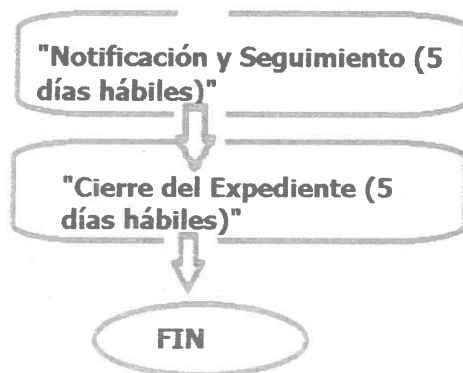 "Notificación y Seguimiento (5
días hábiles)"
"Cierre del Expediente (5
días hábiles)"
FIN